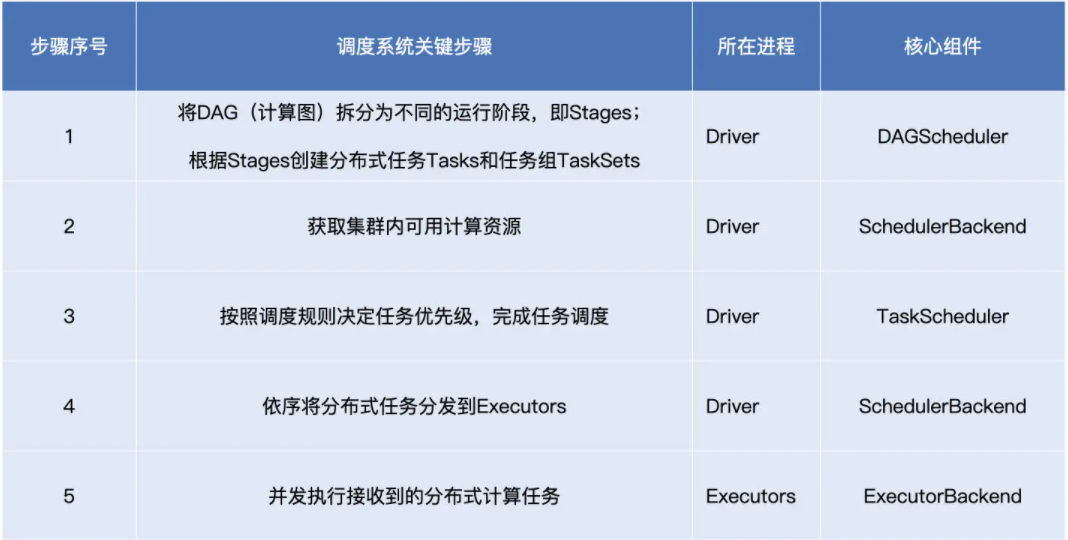 步骤序号 调度系统关键步骤 所在进程 核心组件
1 将DAG（计算图）拆分为不同的运行阶段，即Stages；
根据Stages创建分布式任务Tasks和任务组TaskSets Driver DAGScheduler
2 获取集群内可用计算资源 Driver SchedulerBackend
3 按照调度规则决定任务优先级，完成任务调度 Driver TaskScheduler
4 依序将分布式任务分发到Executors Driver SchedulerBackend
5 并发执行接收到的分布式计算任务 Executors ExecutorBackend